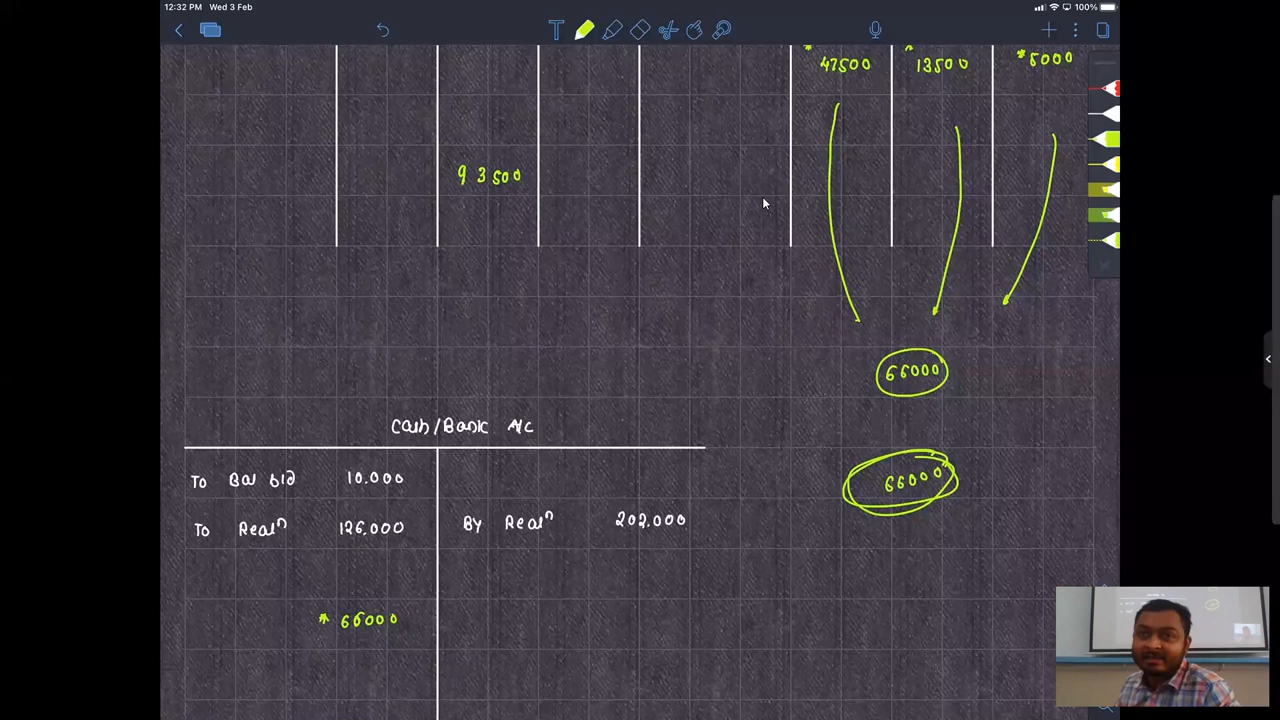 12:32 PM Wed 3 Feb
100%
* 47500 * 13500 *5000
93500
66000
Cash/Bank A/c
To Bal b/d 10.000
66000
To Realⁿ 126.000 By Realⁿ 202.000
* 66000